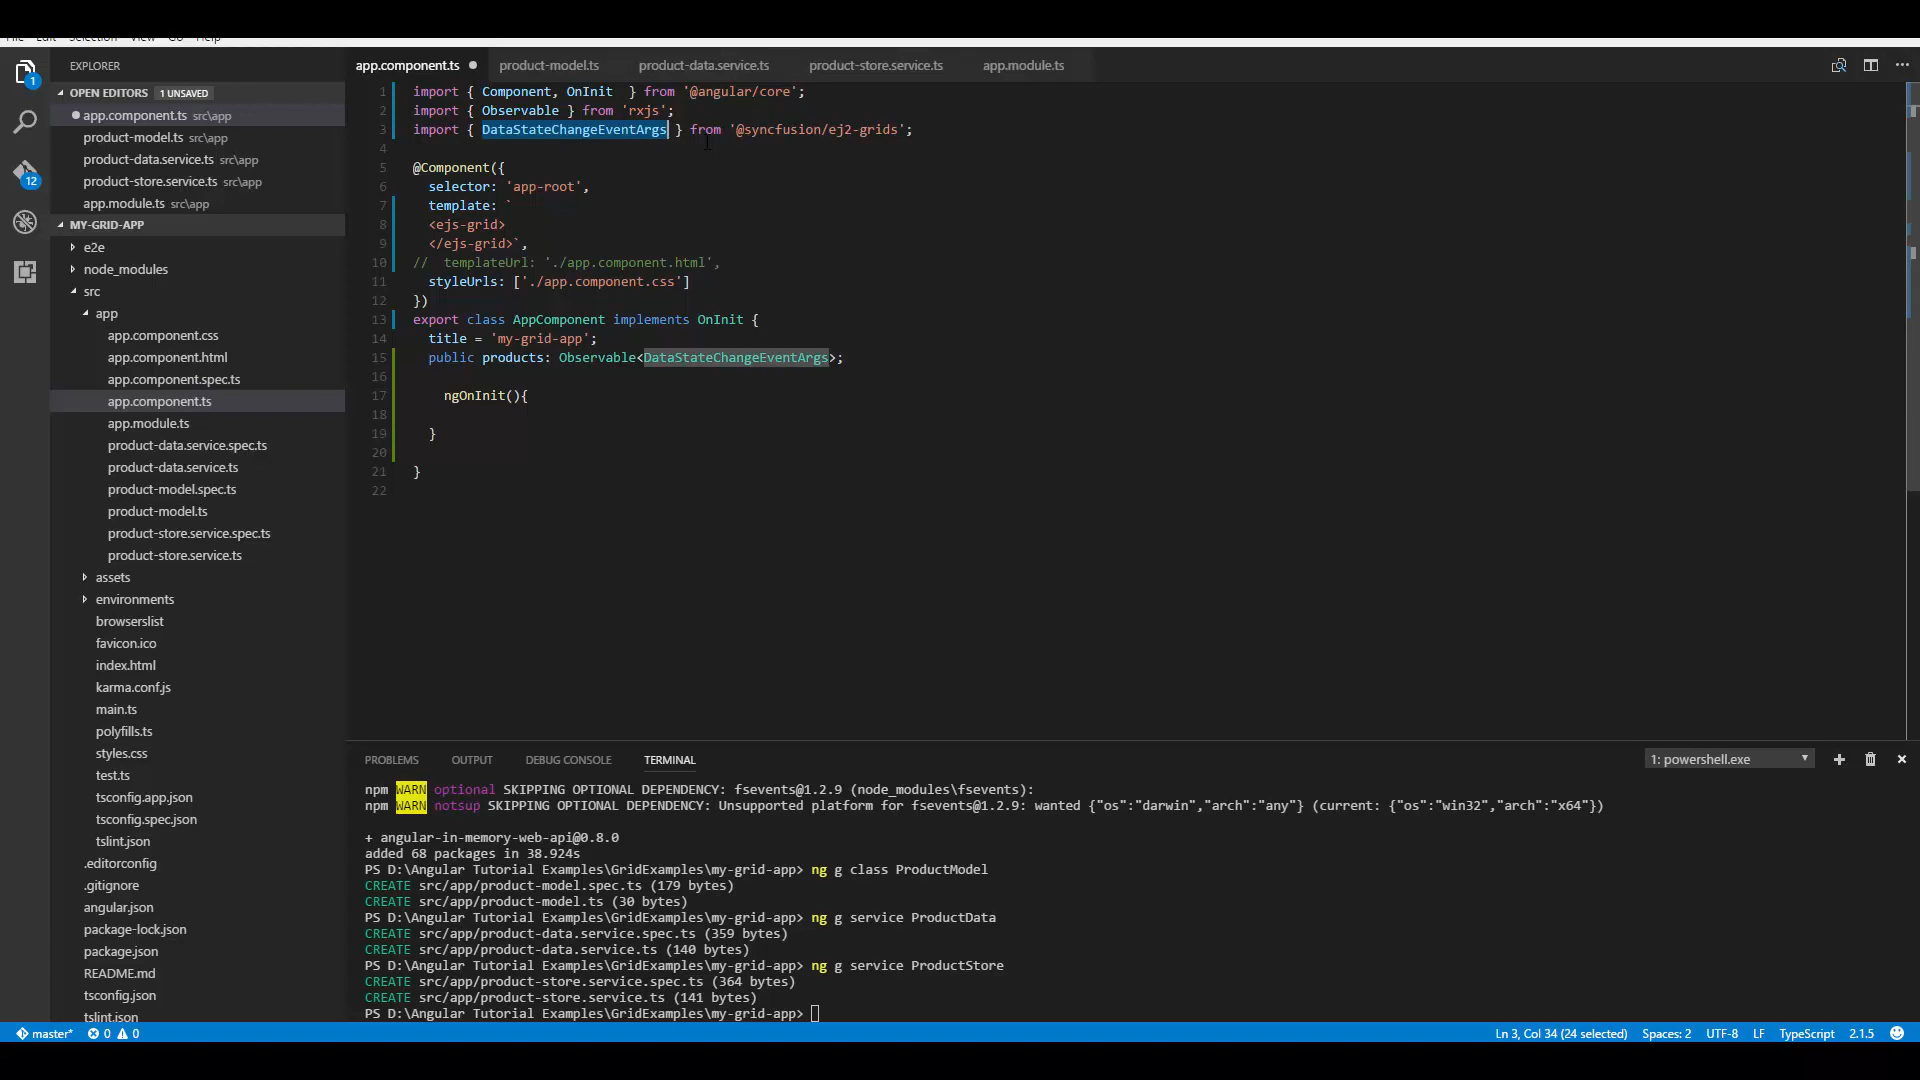 File Edit Selection View Go Help
EXPLORER
OPEN EDITORS 1 UNSAVED
app.component.ts src\app
product-model.ts src\app
product-data.service.ts src\app
product-store.service.ts src\app
app.module.ts src\app
MY-GRID-APP
e2e
node_modules
src
app
app.component.css
app.component.html
app.component.spec.ts
app.component.ts
app.module.ts
product-data.service.spec.ts
product-data.service.ts
product-model.spec.ts
product-model.ts
product-store.service.spec.ts
product-store.service.ts
assets
environments
browserslist
favicon.ico
index.html
karma.conf.js
main.ts
polyfills.ts
styles.css
test.ts
tsconfig.app.json
tsconfig.spec.json
tslint.json
.editorconfig
.gitignore
angular.json
package-lock.json
package.json
README.md
tsconfig.json
tslint.json
1
12
app.component.ts product-model.ts product-data.service.ts product-store.service.ts app.module.ts
1 import { Component, OnInit  } from '@angular/core';
2 import { Observable } from 'rxjs';
3 import { DataStateChangeEventArgs } from '@syncfusion/ej2-grids';
4
5 @Component({
6   selector: 'app-root',
7   template: `
8   <ejs-grid>
9   </ejs-grid>`,
10 //  templateUrl: './app.component.html',
11   styleUrls: ['./app.component.css']
12 })
13 export class AppComponent implements OnInit {
14   title = 'my-grid-app';
15   public products: Observable<DataStateChangeEventArgs>;
16
17     ngOnInit(){
18
19   }
20
21 }
22
PROBLEMS OUTPUT DEBUG CONSOLE TERMINAL 1: powershell.exe
npm WARN optional SKIPPING OPTIONAL DEPENDENCY: fsevents@1.2.9 (node_modules\fsevents):
npm WARN notsup SKIPPING OPTIONAL DEPENDENCY: Unsupported platform for fsevents@1.2.9: wanted {"os":"darwin","arch":"any"} (current: {"os":"win32","arch":"x64"})
+ angular-in-memory-web-api@0.8.0
added 68 packages in 38.924s
PS D:\Angular Tutorial Examples\GridExamples\my-grid-app> ng g class ProductModel
CREATE src/app/product-model.spec.ts (179 bytes)
CREATE src/app/product-model.ts (30 bytes)
PS D:\Angular Tutorial Examples\GridExamples\my-grid-app> ng g service ProductData
CREATE src/app/product-data.service.spec.ts (359 bytes)
CREATE src/app/product-data.service.ts (140 bytes)
PS D:\Angular Tutorial Examples\GridExamples\my-grid-app> ng g service ProductStore
CREATE src/app/product-store.service.spec.ts (364 bytes)
CREATE src/app/product-store.service.ts (141 bytes)
PS D:\Angular Tutorial Examples\GridExamples\my-grid-app>
master* 0 0 Ln 3, Col 34 (24 selected) Spaces: 2 UTF-8 LF TypeScript 2.1.5